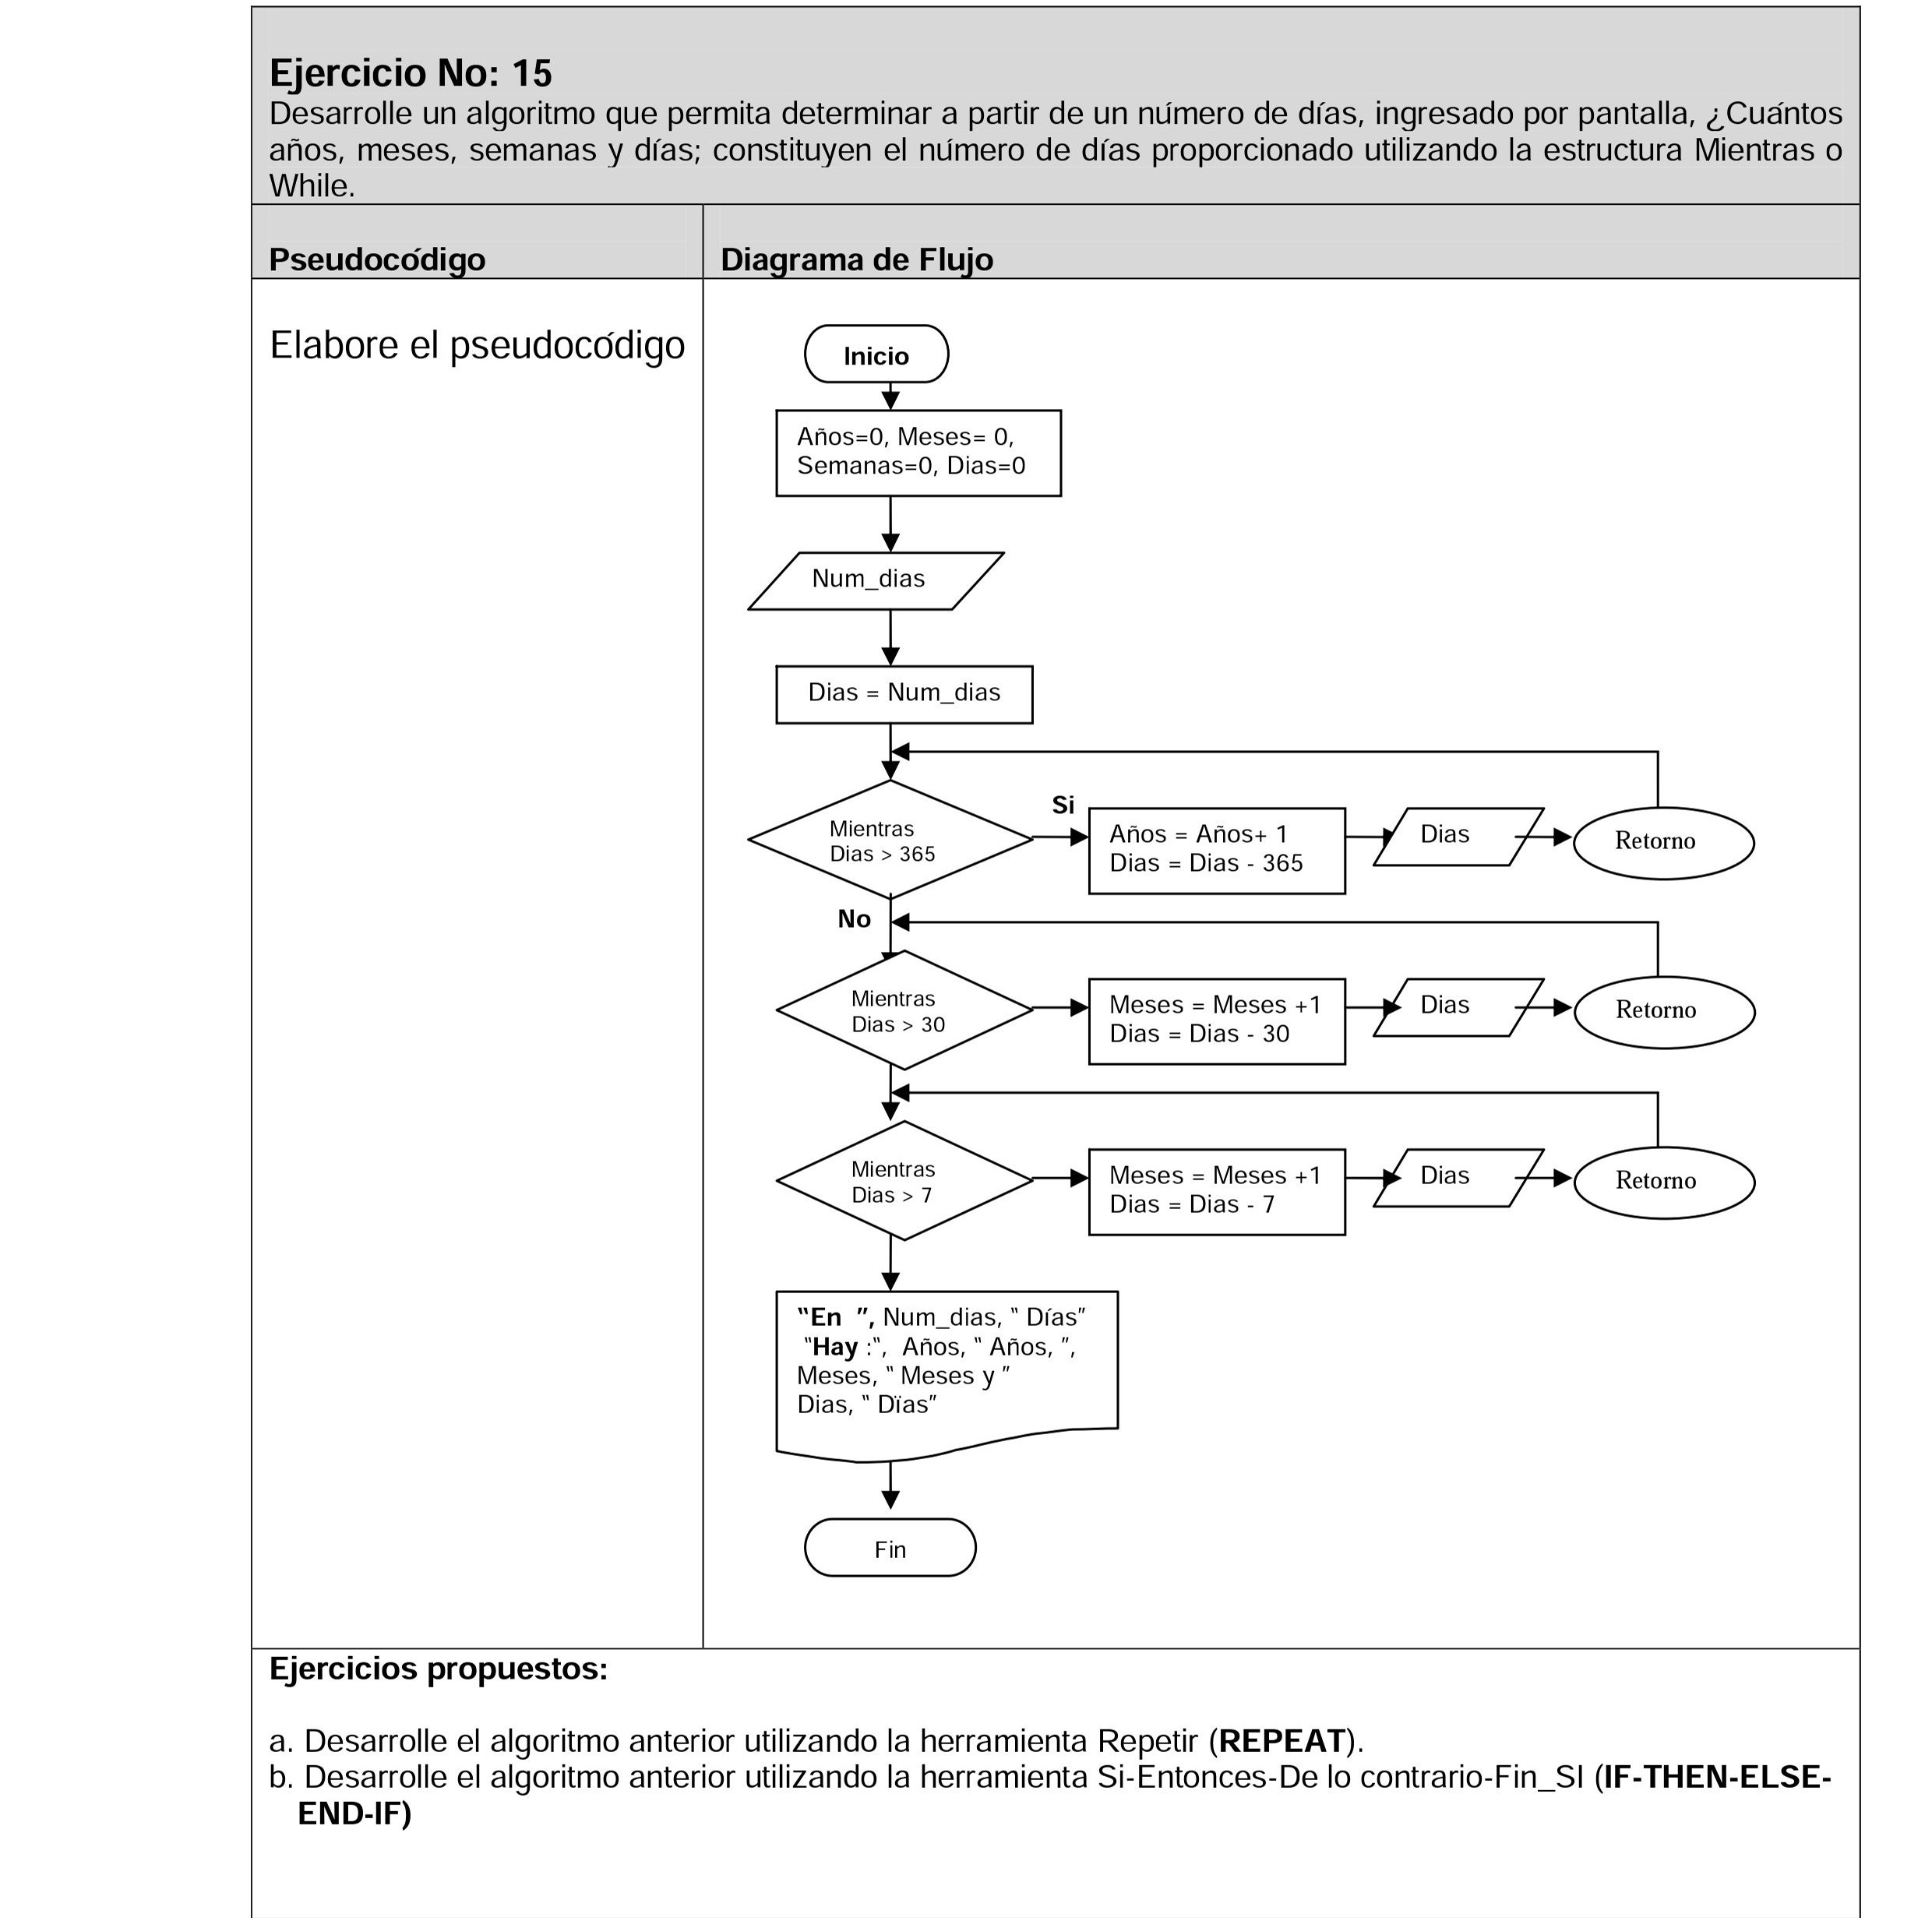 Ejercicio No: 15
Desarrolle un algoritmo que permita determinar a partir de un número de días, ingresado por pantalla, ¿Cuántos
años, meses, semanas y días; constituyen el número de días proporcionado utilizando la estructura Mientras o
While.
Pseudocódigo
Diagrama de Flujo
Elabore el pseudocódigo
Inicio
Años=0, Meses= 0,
Semanas=0, Dias=0
Num_dias
Dias = Num_dias
Mientras
Dias > 365
Si
Años = Años+ 1
Dias = Dias - 365
Dias
Retorno
No
Mientras
Dias > 30
Meses = Meses +1
Dias = Dias - 30
Dias
Retorno
Mientras
Dias > 7
Meses = Meses +1
Dias = Dias - 7
Dias
Retorno
“En ”, Num_dias, “ Días”
“Hay :“, Años, “ Años, ”,
Meses, “ Meses y ”
Dias, “ Dïas”
Fin
Ejercicios propuestos:
a. Desarrolle el algoritmo anterior utilizando la herramienta Repetir (REPEAT).
b. Desarrolle el algoritmo anterior utilizando la herramienta Si-Entonces-De lo contrario-Fin_SI (IF-THEN-ELSE-
END-IF)